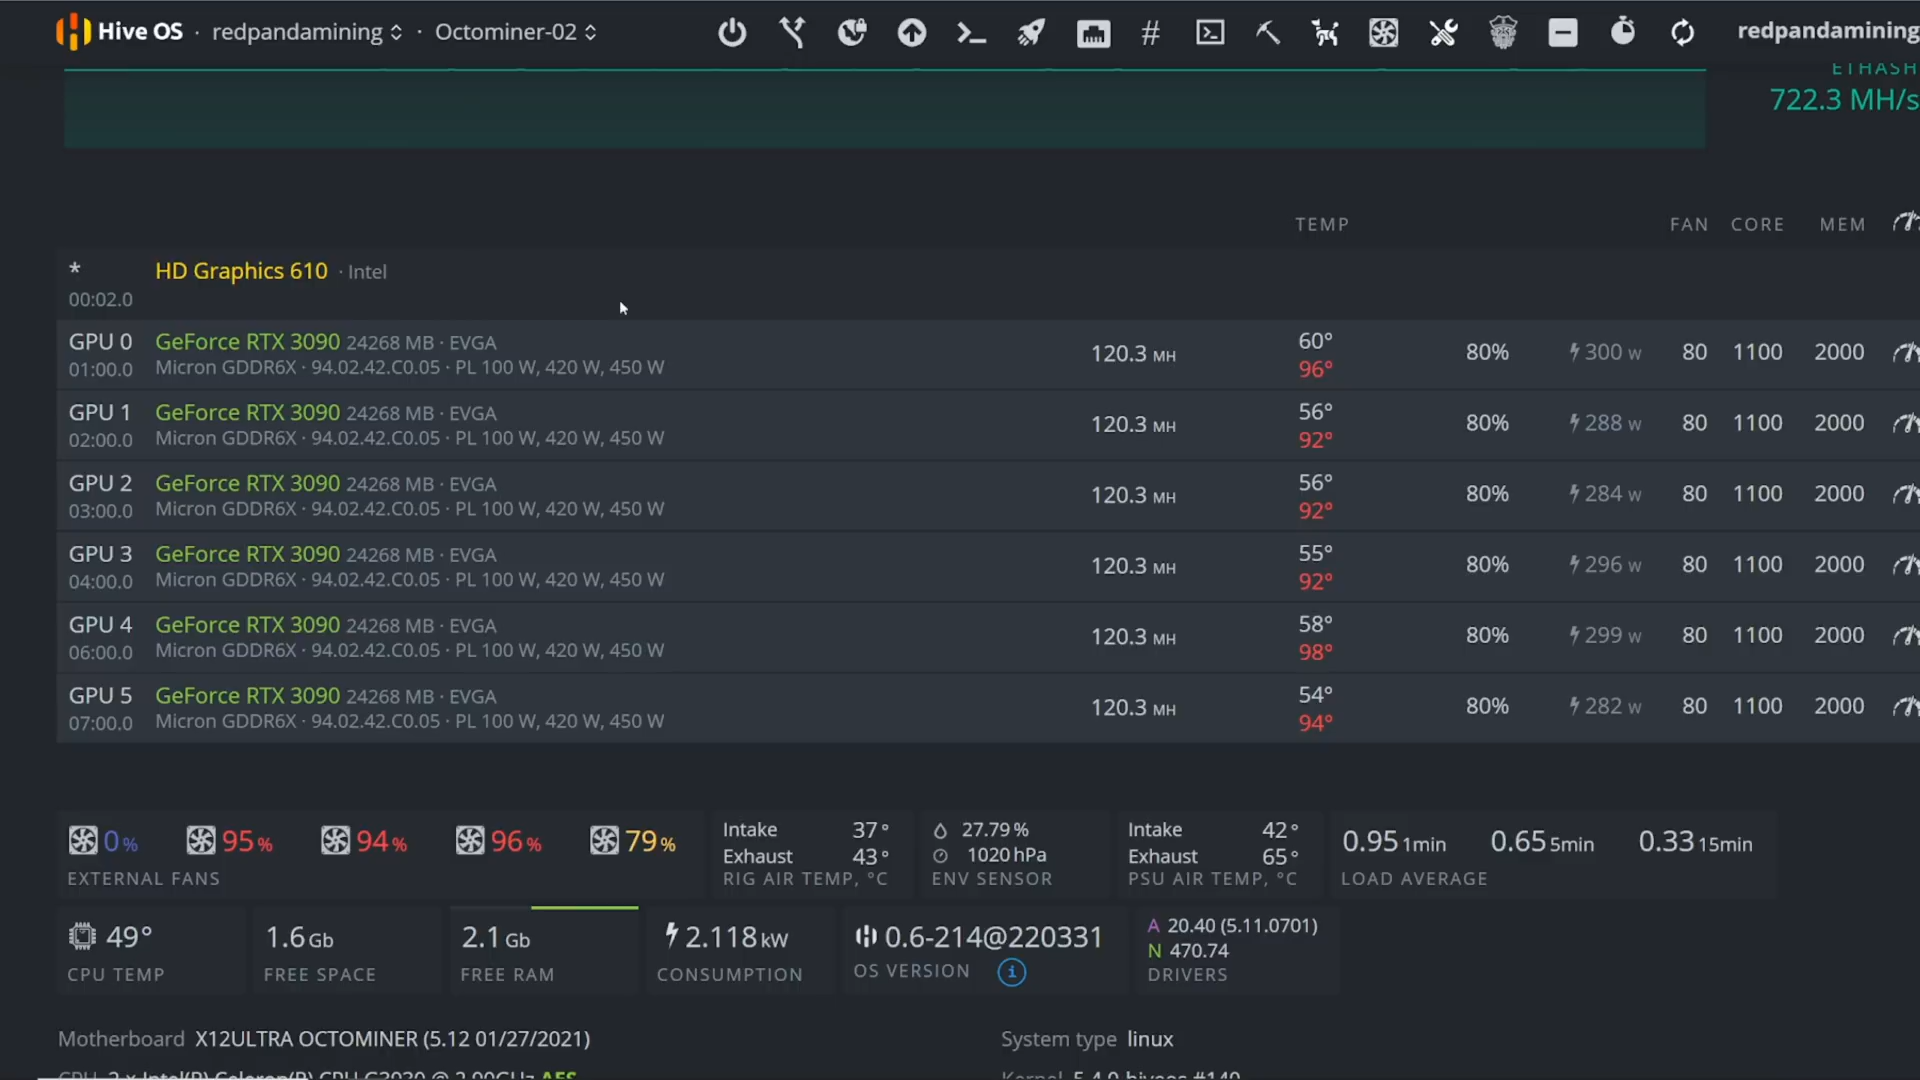 Hive OS · redpandamining · Octominer-02 redpandamining
ETHASH
722.3 MH/s
TEMP FAN CORE MEM
* HD Graphics 610 · Intel
00:02.0
GPU 0 GeForce RTX 3090 24268 MB · EVGA 120.3 MH 60° 80% 300 W 80 1100 2000
01:00.0 Micron GDDR6X · 94.02.42.C0.05 · PL 100 W, 420 W, 450 W 96°
GPU 1 GeForce RTX 3090 24268 MB · EVGA 120.3 MH 56° 80% 288 W 80 1100 2000
02:00.0 Micron GDDR6X · 94.02.42.C0.05 · PL 100 W, 420 W, 450 W 92°
GPU 2 GeForce RTX 3090 24268 MB · EVGA 120.3 MH 56° 80% 284 W 80 1100 2000
03:00.0 Micron GDDR6X · 94.02.42.C0.05 · PL 100 W, 420 W, 450 W 92°
GPU 3 GeForce RTX 3090 24268 MB · EVGA 120.3 MH 55° 80% 296 W 80 1100 2000
04:00.0 Micron GDDR6X · 94.02.42.C0.05 · PL 100 W, 420 W, 450 W 92°
GPU 4 GeForce RTX 3090 24268 MB · EVGA 120.3 MH 58° 80% 299 W 80 1100 2000
06:00.0 Micron GDDR6X · 94.02.42.C0.05 · PL 100 W, 420 W, 450 W 98°
GPU 5 GeForce RTX 3090 24268 MB · EVGA 120.3 MH 54° 80% 282 W 80 1100 2000
07:00.0 Micron GDDR6X · 94.02.42.C0.05 · PL 100 W, 420 W, 450 W 94°
0% 95% 94% 96% 79%
EXTERNAL FANS
Intake 37°
Exhaust 43°
RIG AIR TEMP, °C
27.79%
1020 hPa
ENV SENSOR
Intake 42°
Exhaust 65°
PSU AIR TEMP, °C
0.95 1min 0.65 5min 0.33 15min
LOAD AVERAGE
49°
CPU TEMP
1.6 Gb
FREE SPACE
2.1 Gb
FREE RAM
2.118 kW
CONSUMPTION
0.6-214@220331
OS VERSION
A 20.40 (5.11.0701)
N 470.74
DRIVERS
Motherboard X12ULTRA OCTOMINER (5.12 01/27/2021) System type linux
CPU 2 × Intel(R) Celeron(R) CPU G3930 @ 2.90GHz AES Kernel 5.4.0-hiveos #140